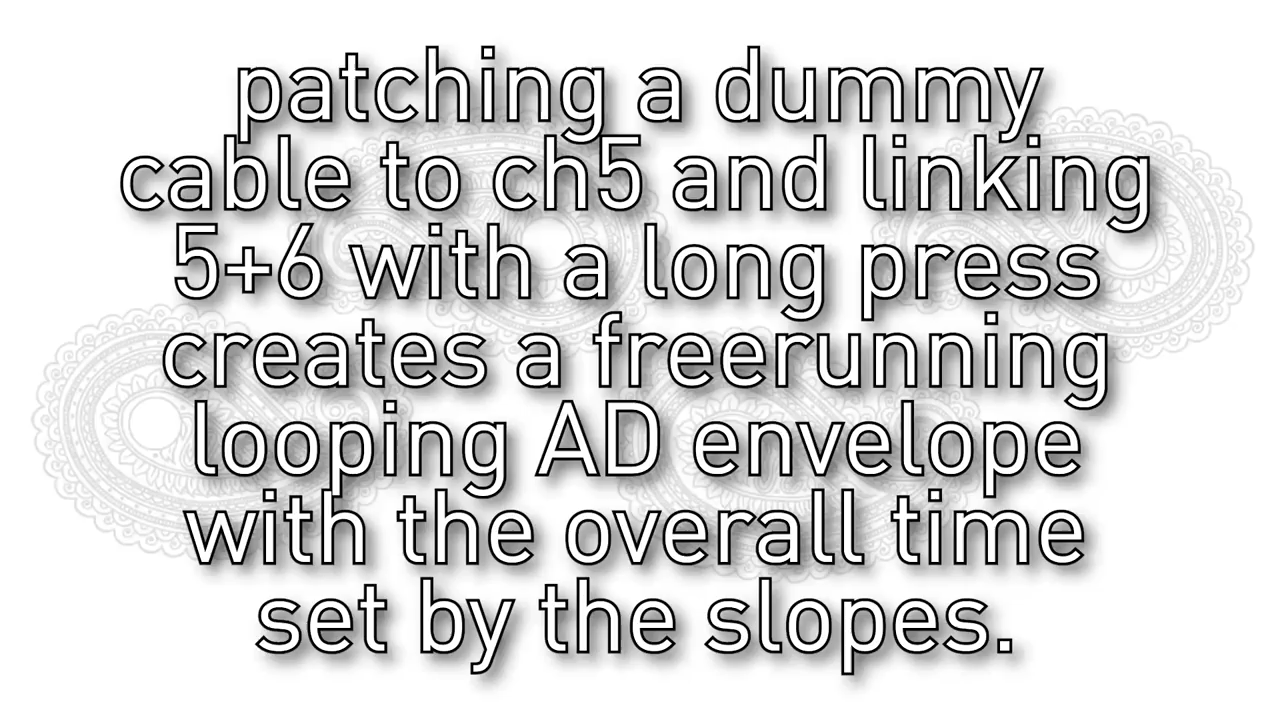 patching a dummy
cable to ch5 and linking
5+6 with a long press
creates a freerunning
looping AD envelope
with the overall time
set by the slopes.